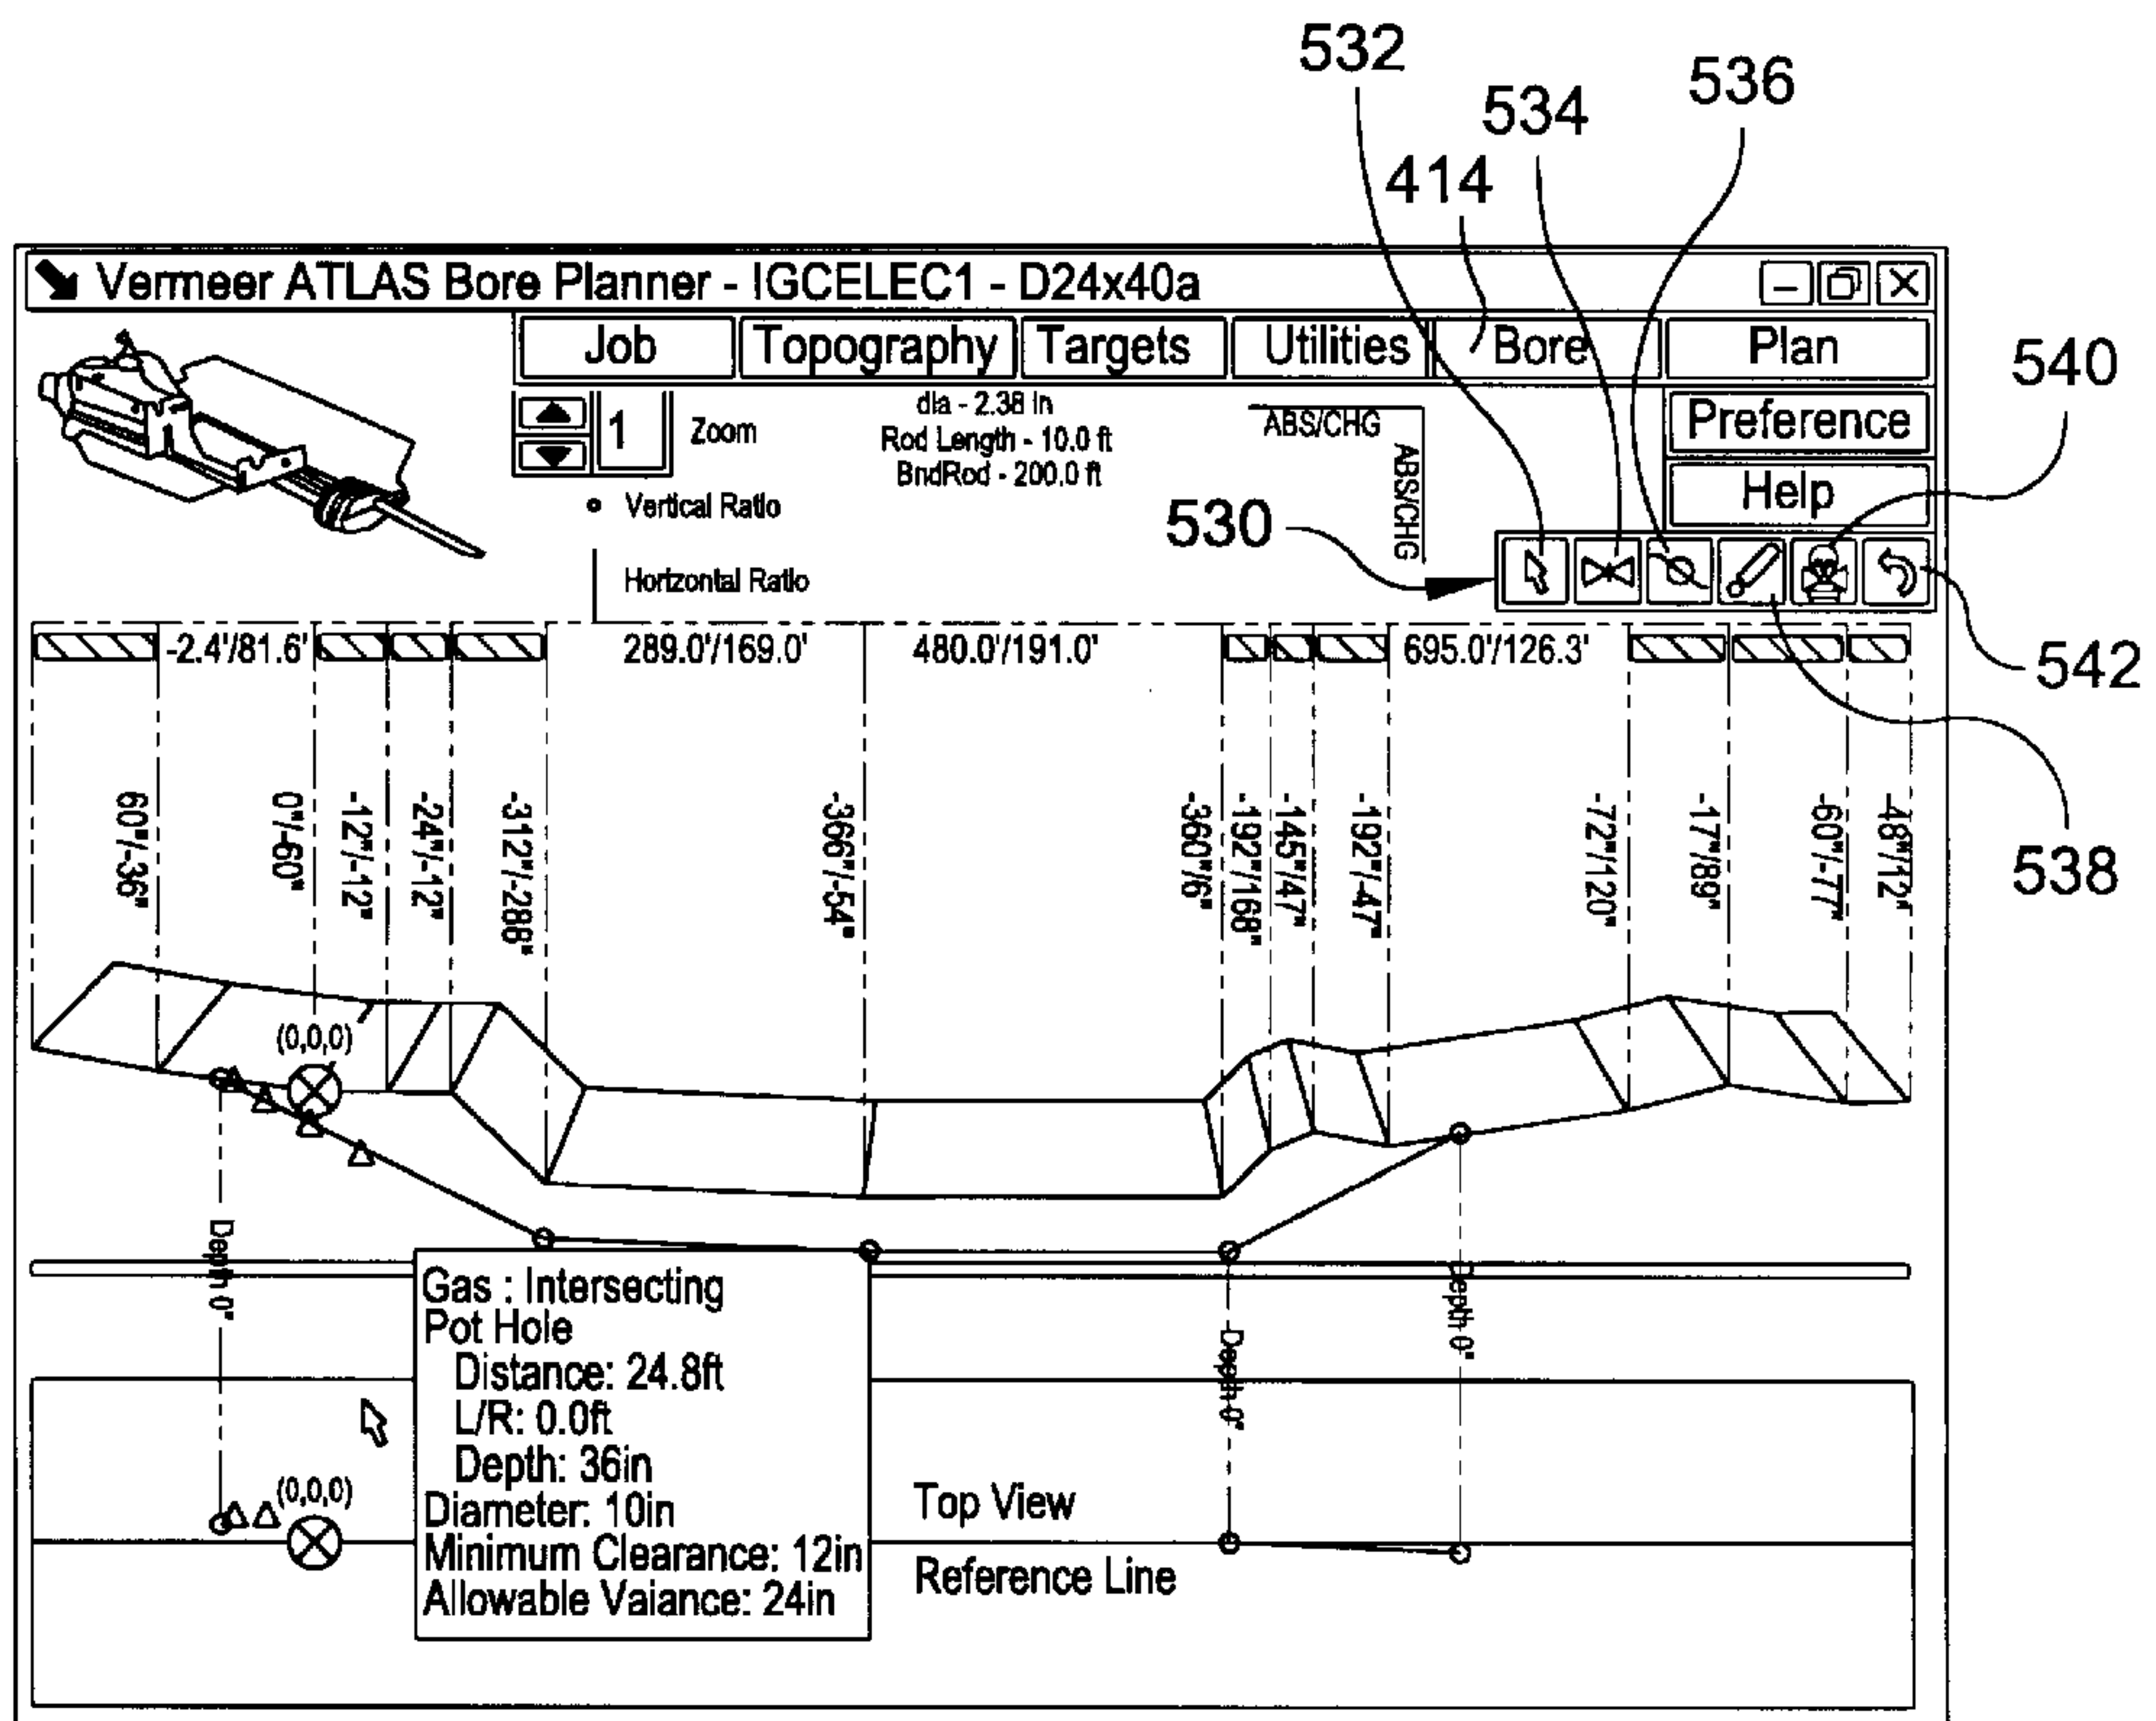 532
534
536
414
Vermeer ATLAS Bore Planner - IGCELEC1 - D24x40a
Job Topography Targets Utilities Bore Plan
540
1 Zoom
dia - 2.38 in
Rod Length - 10.0 ft
BndRod - 200.0 ft
ABS/CHG
ABS/CHG
Preference
Help
Vertical Ratio
Horizontal Ratio
530
-2.4'/81.6' 289.0'/169.0' 480.0'/191.0' 695.0'/126.3'
542
60"/-36" 0"/-60" -12"/-12" -24"/-12" -312"/-288" -366"/-54" -360"/6" -192"/168" -145"/47" -192"/-47" -72"/120" -17"/89" -60"/-77" -48"/12"
538
(0,0,0)
Depth 0"
Depth 0"
Depth 0"
Gas : Intersecting
Pot Hole
Distance: 24.8ft
L/R: 0.0ft
Depth: 36in
Diameter: 10in
Minimum Clearance: 12in
Allowable Vaiance: 24in
(0,0,0)
Top View
Reference Line